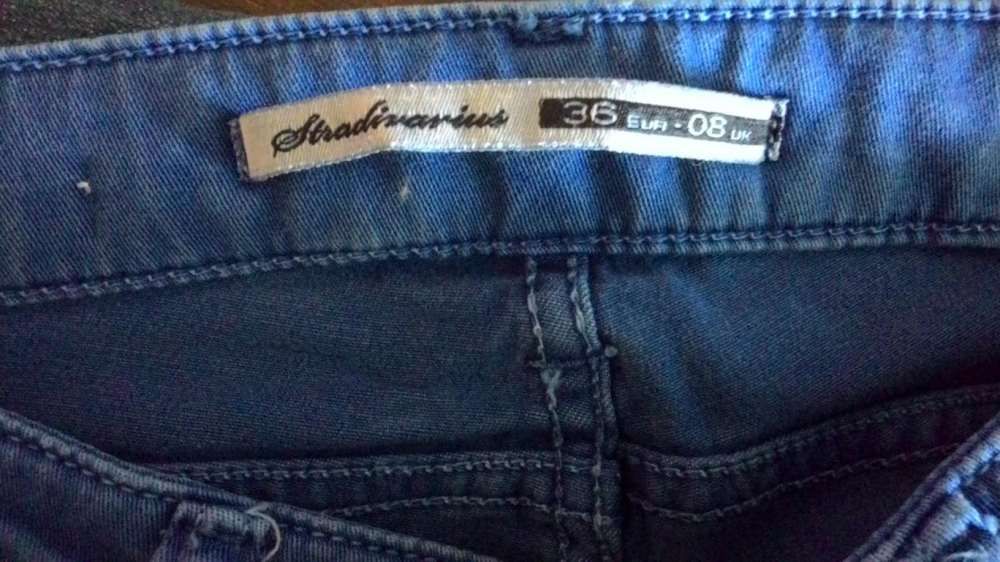 Stradivarius 36 EUR - 08 UK